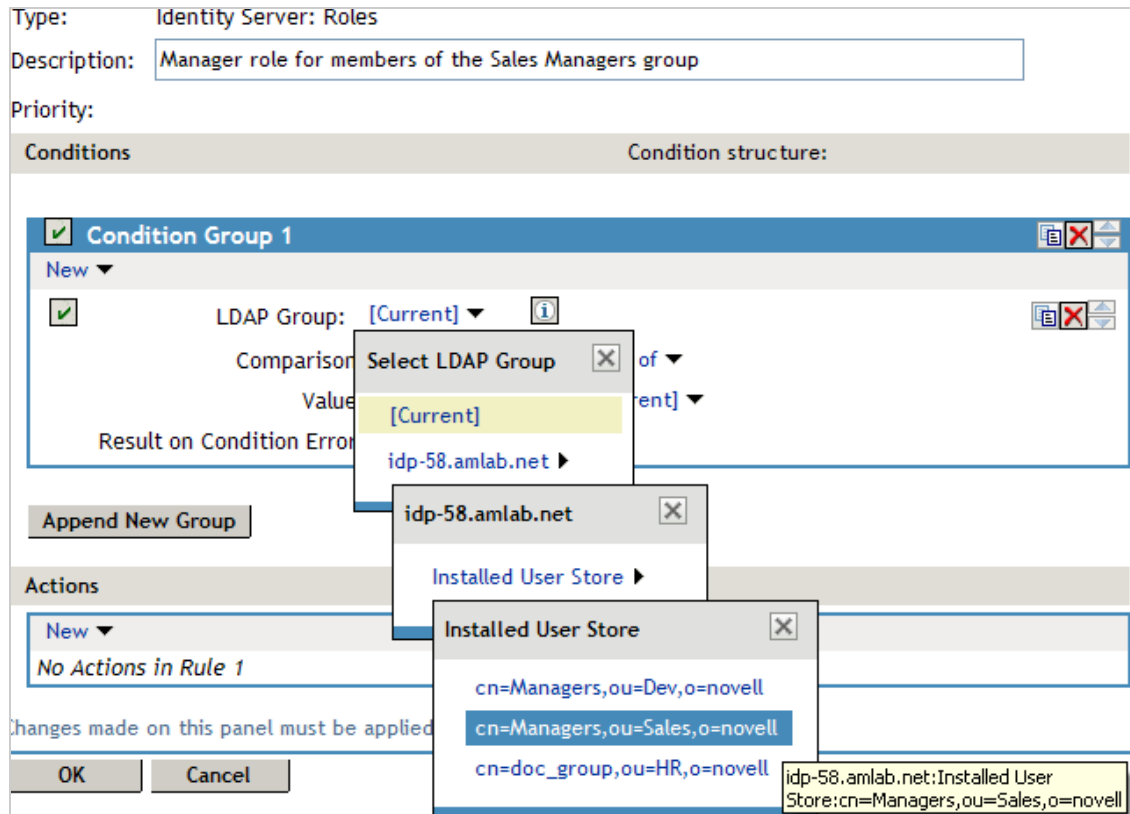 Type: Identity Server: Roles
Description: Manager role for members of the Sales Managers group
Priority:
Conditions Condition structure:
Condition Group 1
New
LDAP Group: [Current]
Select LDAP Group
Comparison of
[Current]
Value rent]
Result on Condition Error
idp-58.amlab.net
idp-58.amlab.net
Append New Group
Installed User Store
Actions
New
Installed User Store
No Actions in Rule 1
cn=Managers,ou=Dev,o=novell
Changes made on this panel must be applied
cn=Managers,ou=Sales,o=novell
OK Cancel
cn=doc_group,ou=HR,o=novell
idp-58.amlab.net:Installed User
Store:cn=Managers,ou=Sales,o=novell